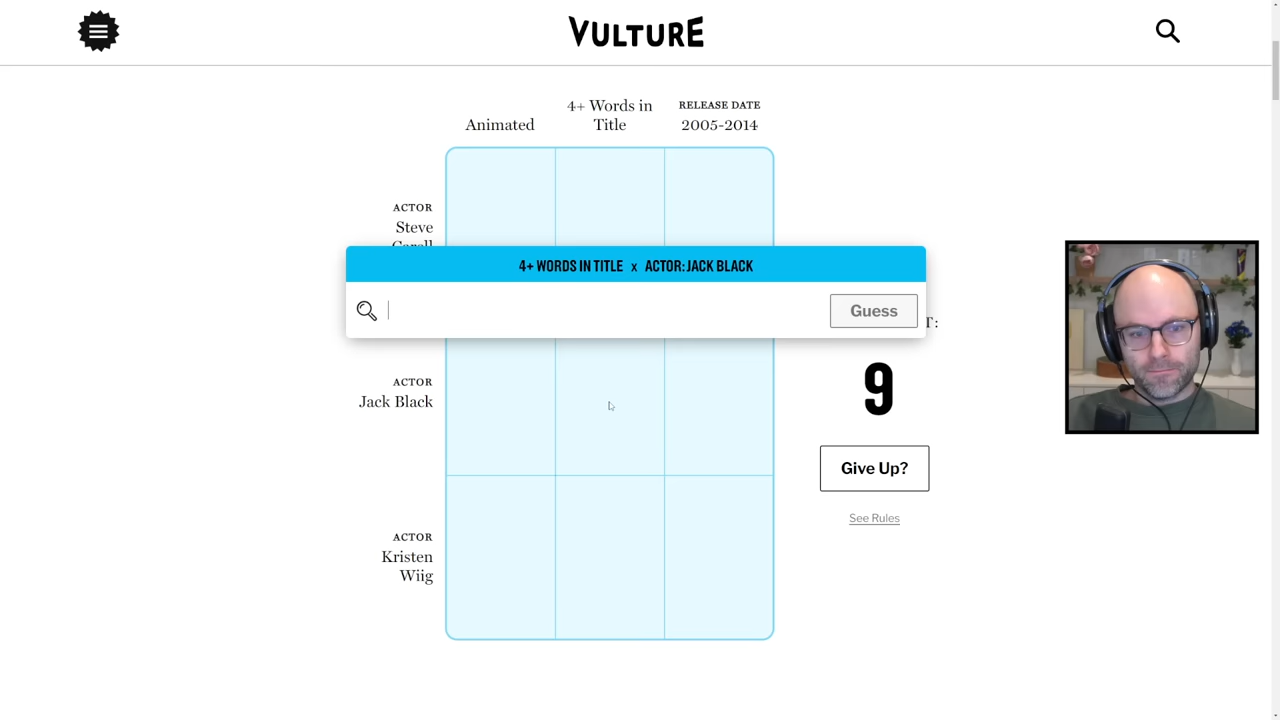 VULTURE
Animated
4+ Words in
Title
RELEASE DATE
2005-2014
ACTOR
Steve
Carell
4+ WORDS IN TITLE x ACTOR: JACK BLACK
Guess
T:
ACTOR
Jack Black
9
Give Up?
See Rules
ACTOR
Kristen
Wiig